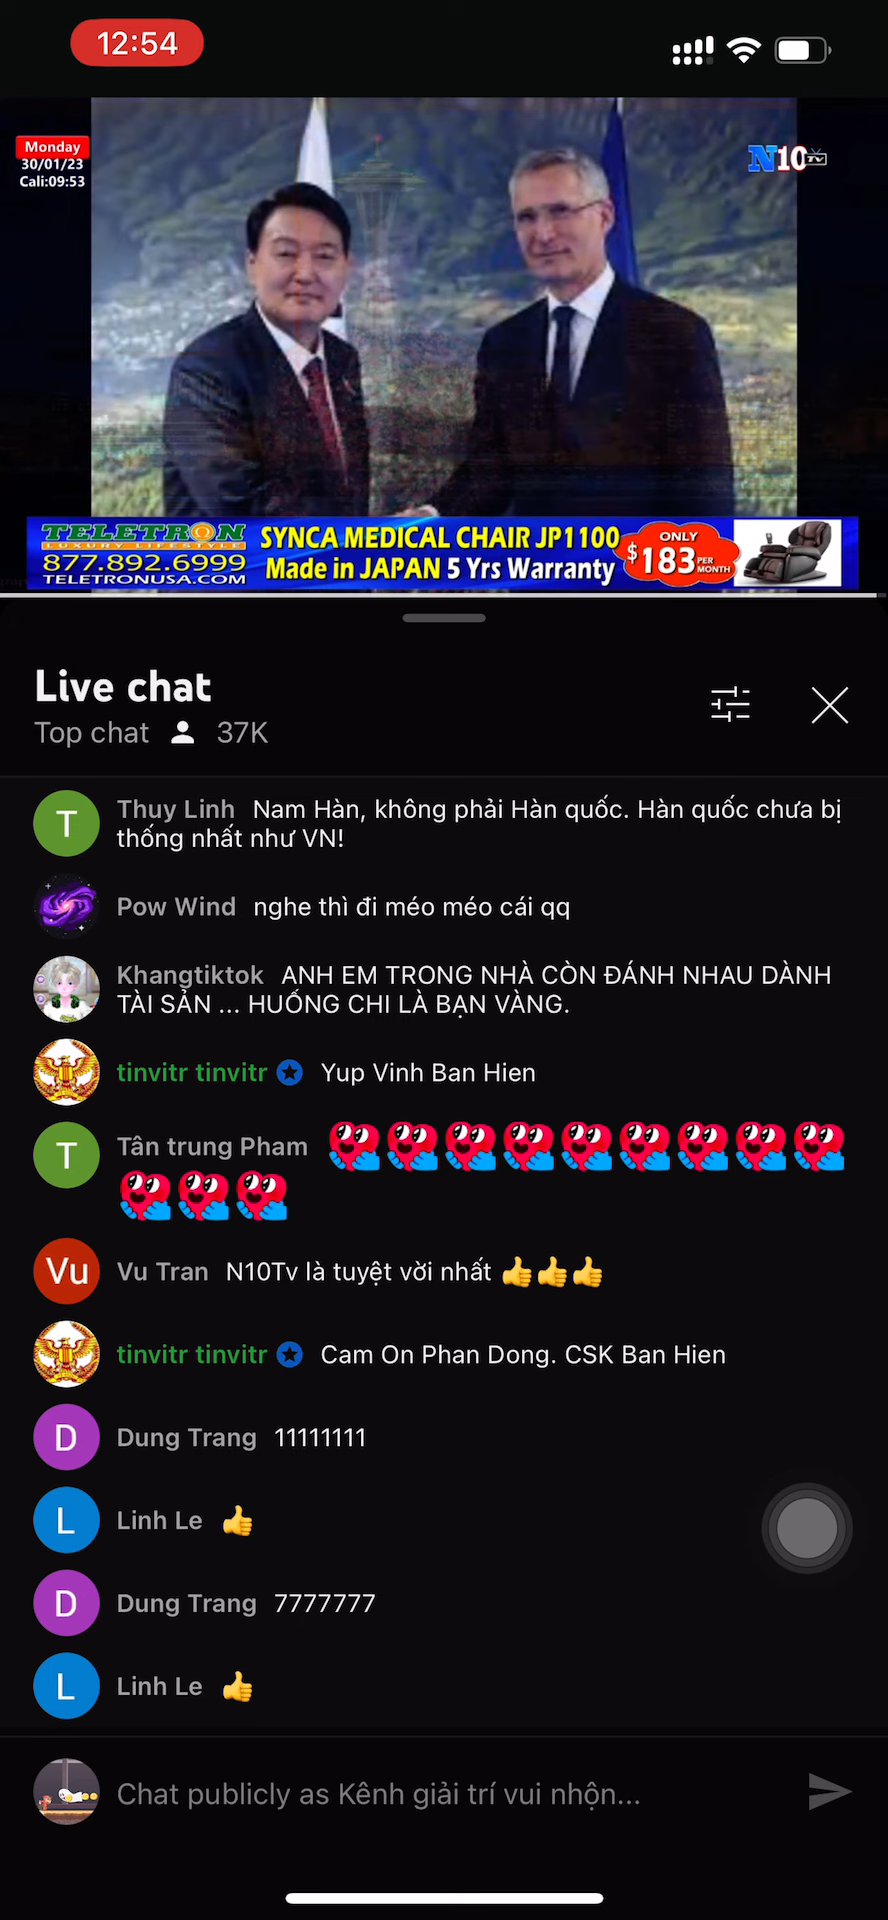 12:54
Monday
30/01/23
Cali:09:53
N10TV
TELETRON
LUXURY LIFESTYLE
877.892.6999
TELETRONUSA.COM
SYNCA MEDICAL CHAIR JP1100
Made in JAPAN 5 Yrs Warranty
ONLY
$183 PER MONTH
Live chat
Top chat 37K
T Thuy Linh Nam Hàn, không phải Hàn quốc. Hàn quốc chưa bị
thống nhất như VN!
Pow Wind nghe thì đi méo méo cái qq
Khangtiktok ANH EM TRONG NHÀ CÒN ĐÁNH NHAU DÀNH
TÀI SẢN ... HUỐNG CHI LÀ BẠN VÀNG.
tinvitr tinvitr Yup Vinh Ban Hien
T Tân trung Pham
Vu Vu Tran N10Tv là tuyệt vời nhất 👍👍👍
tinvitr tinvitr Cam On Phan Dong. CSK Ban Hien
D Dung Trang 11111111
L Linh Le 👍
D Dung Trang 7777777
L Linh Le 👍
Chat publicly as Kênh giải trí vui nhộn...